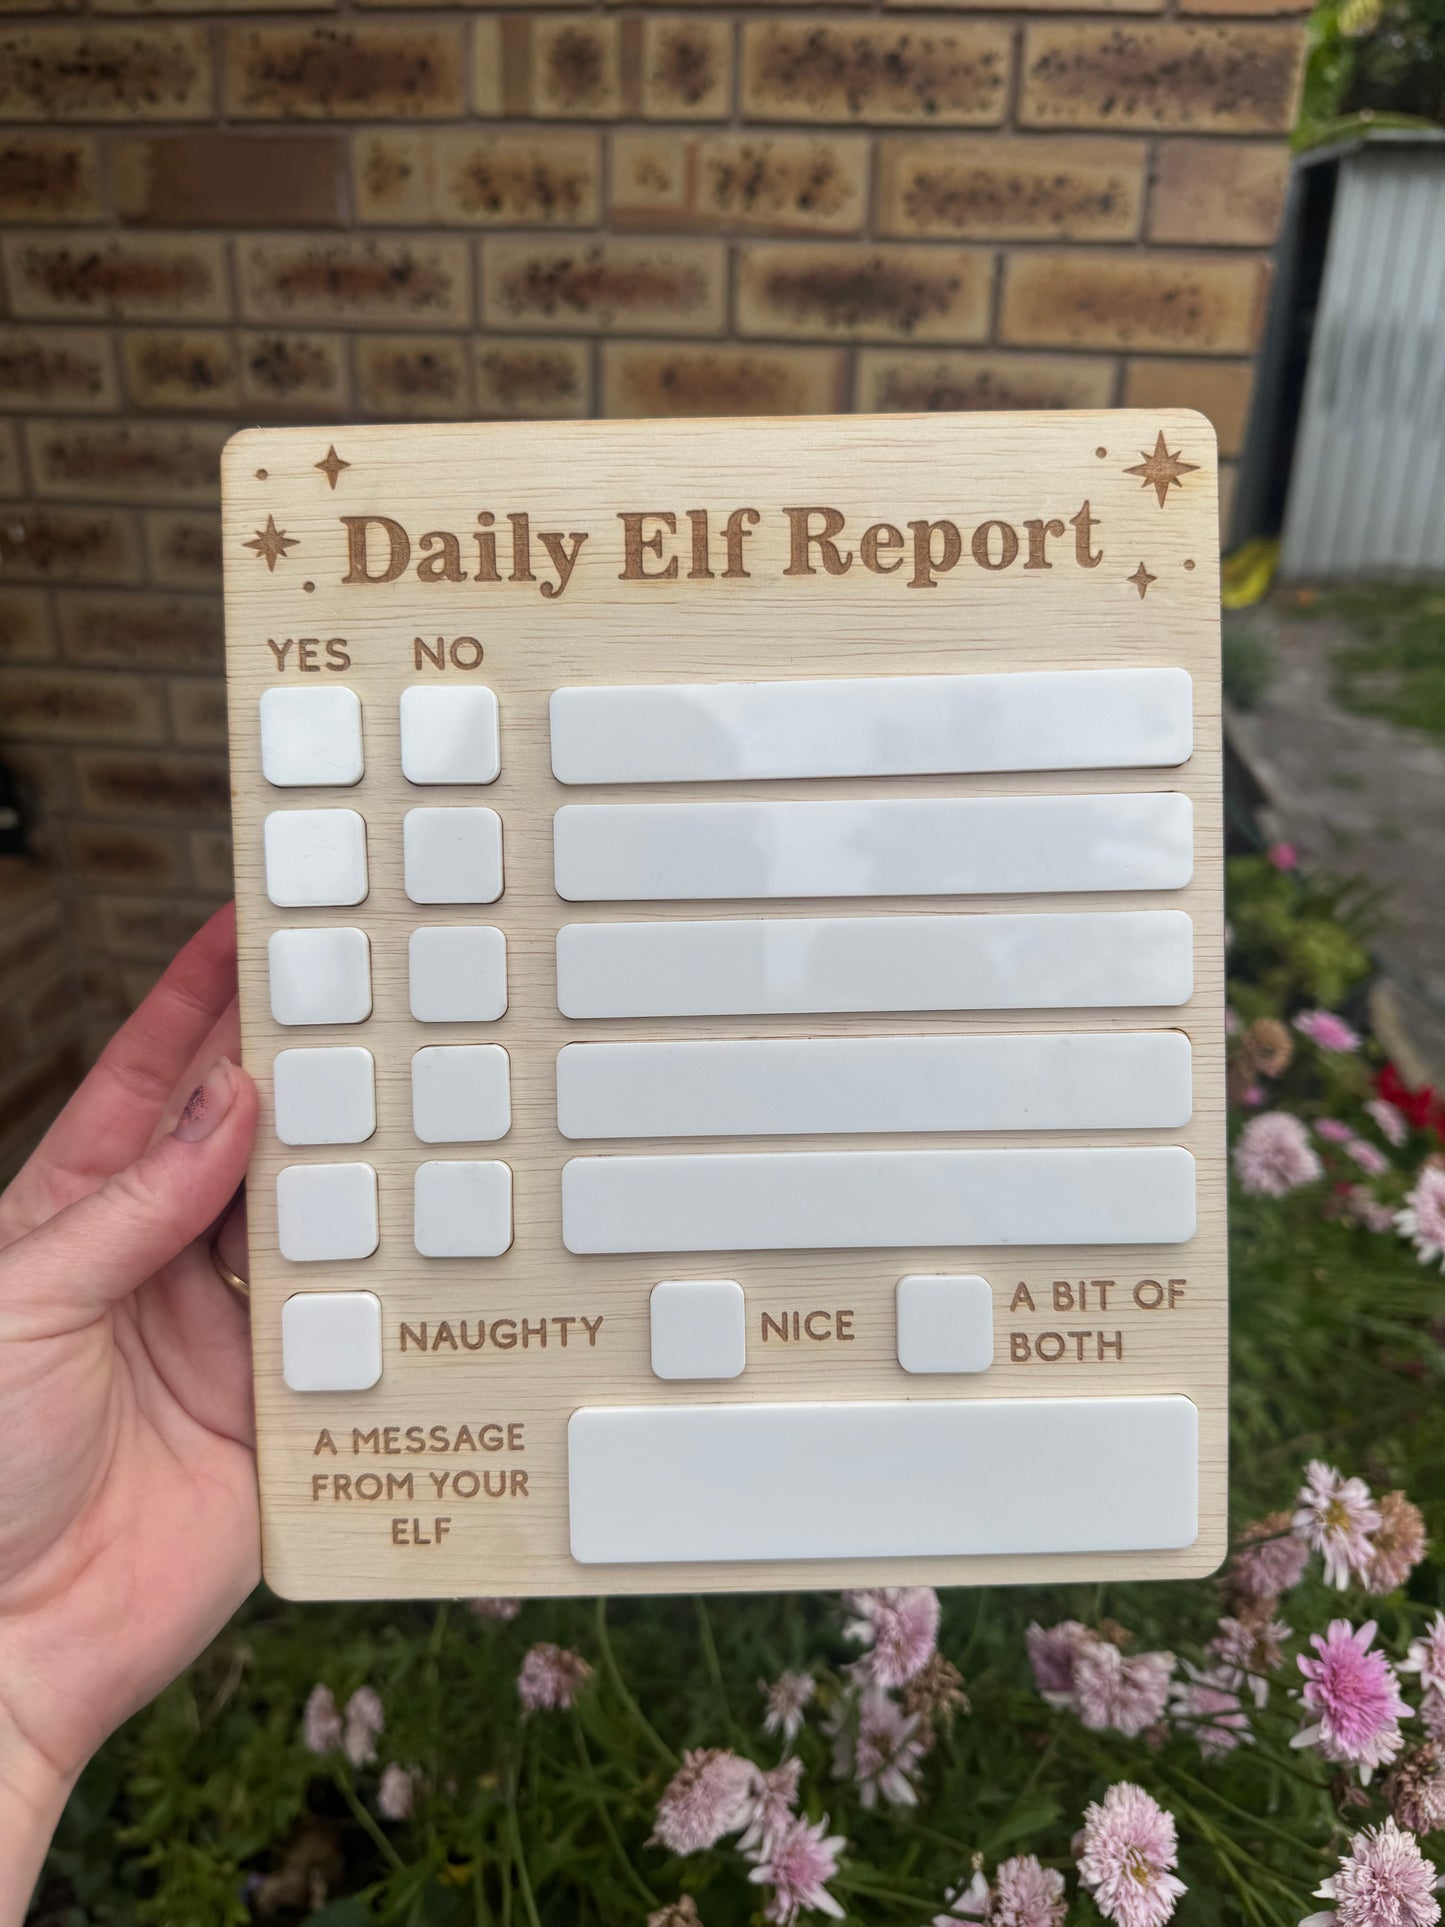 Daily Elf Report
YES NO
NAUGHTY NICE A BIT OF
BOTH
A MESSAGE
FROM YOUR
ELF